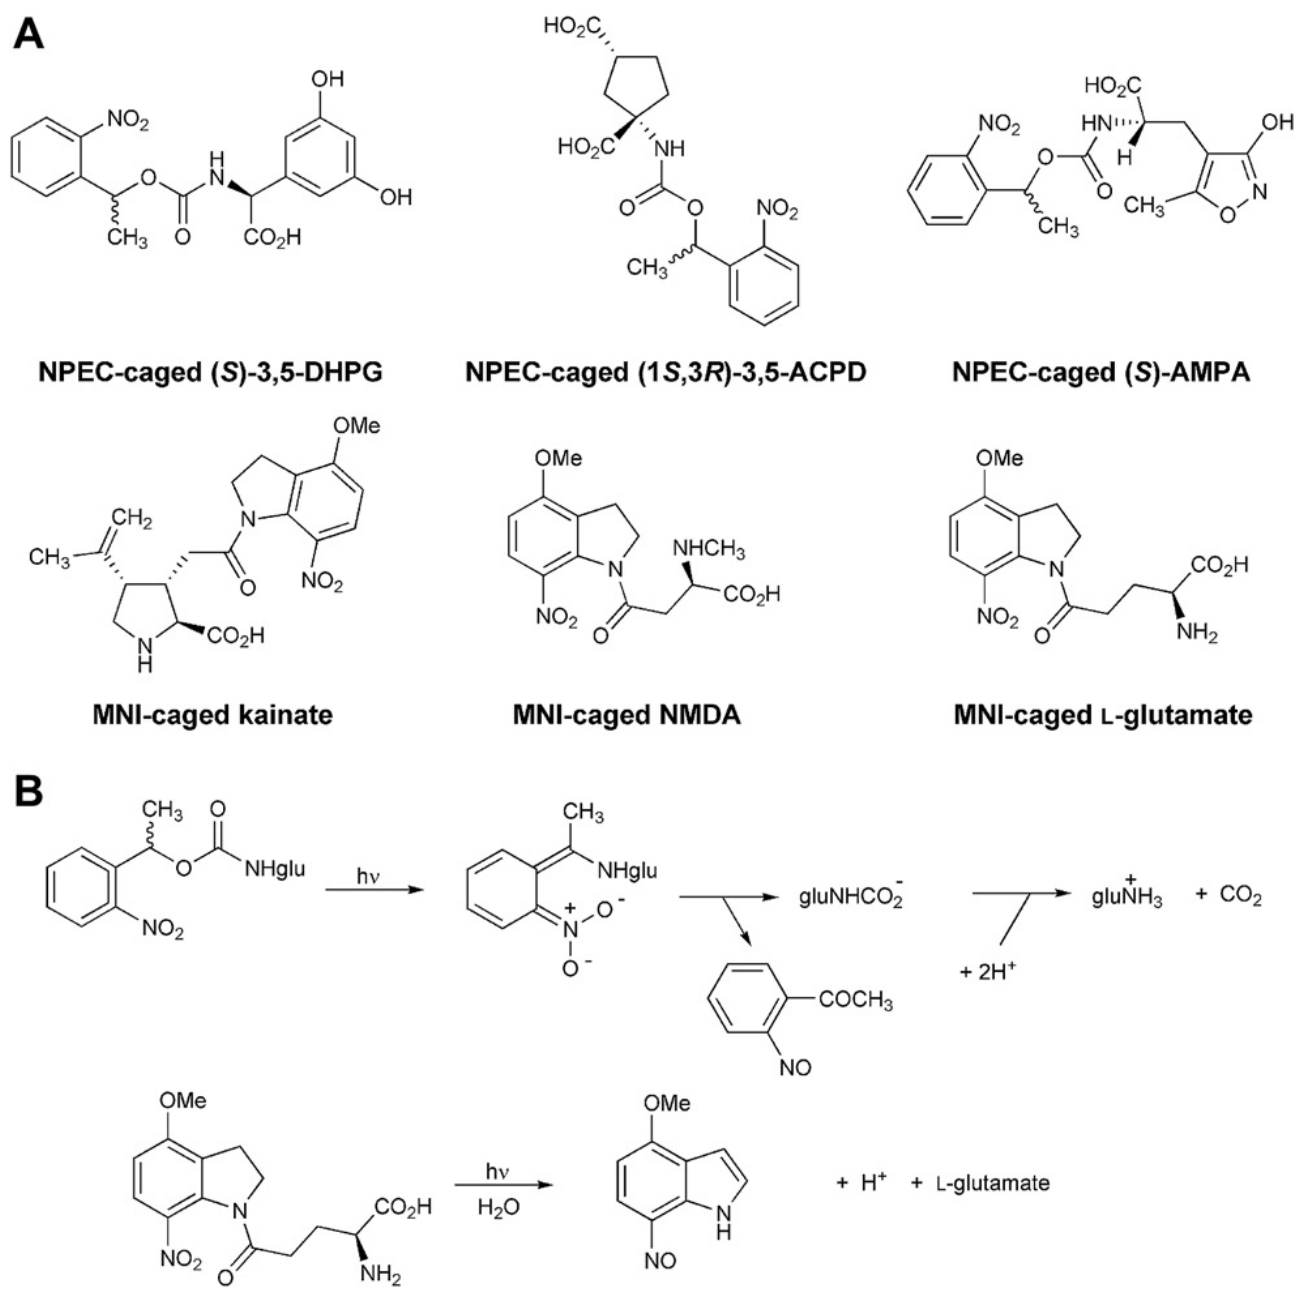 A
HO₂C
OH
NO₂
HO₂C
NO₂
HN
OH
H
N
O
HO₂C
NH
O
H
N
OH
O
O
CH₃
O
CH₃
O
CH₃
O
CO₂H
O
NO₂
CH₃
NPEC-caged (S)-3,5-DHPG
NPEC-caged (1S,3R)-3,5-ACPD
NPEC-caged (S)-AMPA
OMe
OMe
OMe
CH₂
CH₃
N
O
NO₂
N
H
CO₂H
NHCH₃
N
CO₂H
NO₂
O
CO₂H
N
NO₂
O
NH₂
MNI-caged kainate
MNI-caged NMDA
MNI-caged L-glutamate
B
CH₃
O
O
NHglu
NO₂
hν
CH₃
NHglu
+
N
O⁻
O⁻
gluNHCO₂⁻
COCH₃
NO
+ 2H⁺
+
gluNH₃
+ CO₂
OMe
N
NO₂
O
CO₂H
NH₂
hν
H₂O
OMe
N
H
NO
+ H⁺ + L-glutamate